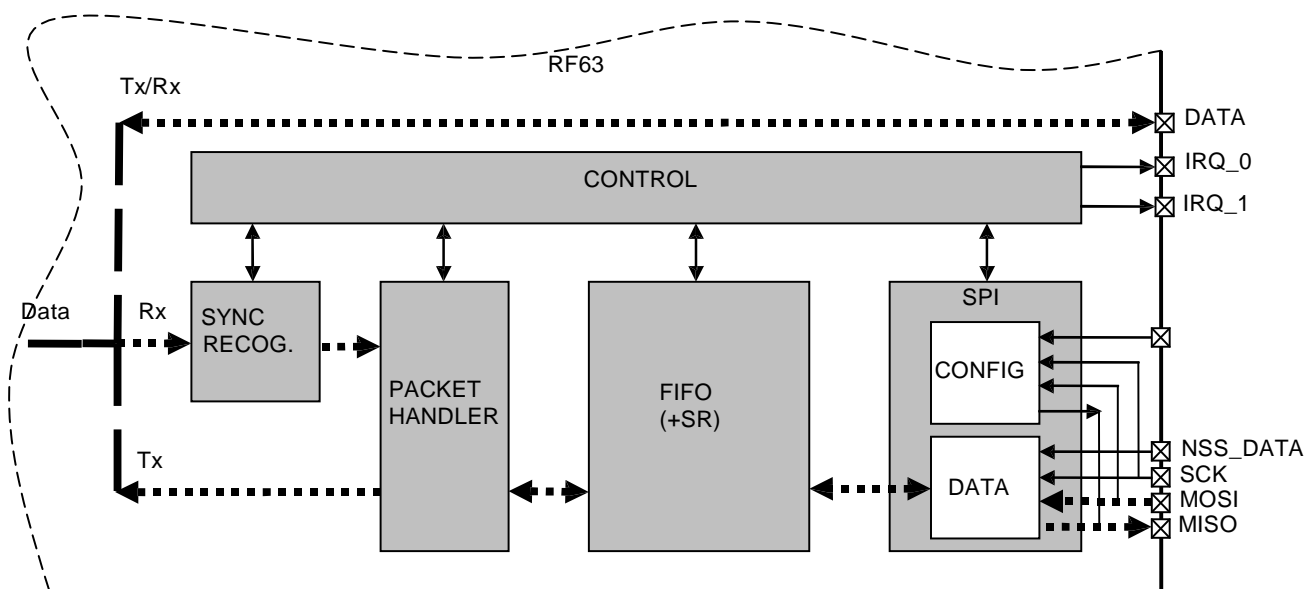 RF63
Tx/Rx
DATA
IRQ_0
CONTROL
IRQ_1
Data
Rx
SYNC
RECOG.
PACKET
HANDLER
FIFO
(+SR)
SPI
CONFIG
DATA
Tx
NSS_DATA
SCK
MOSI
MISO